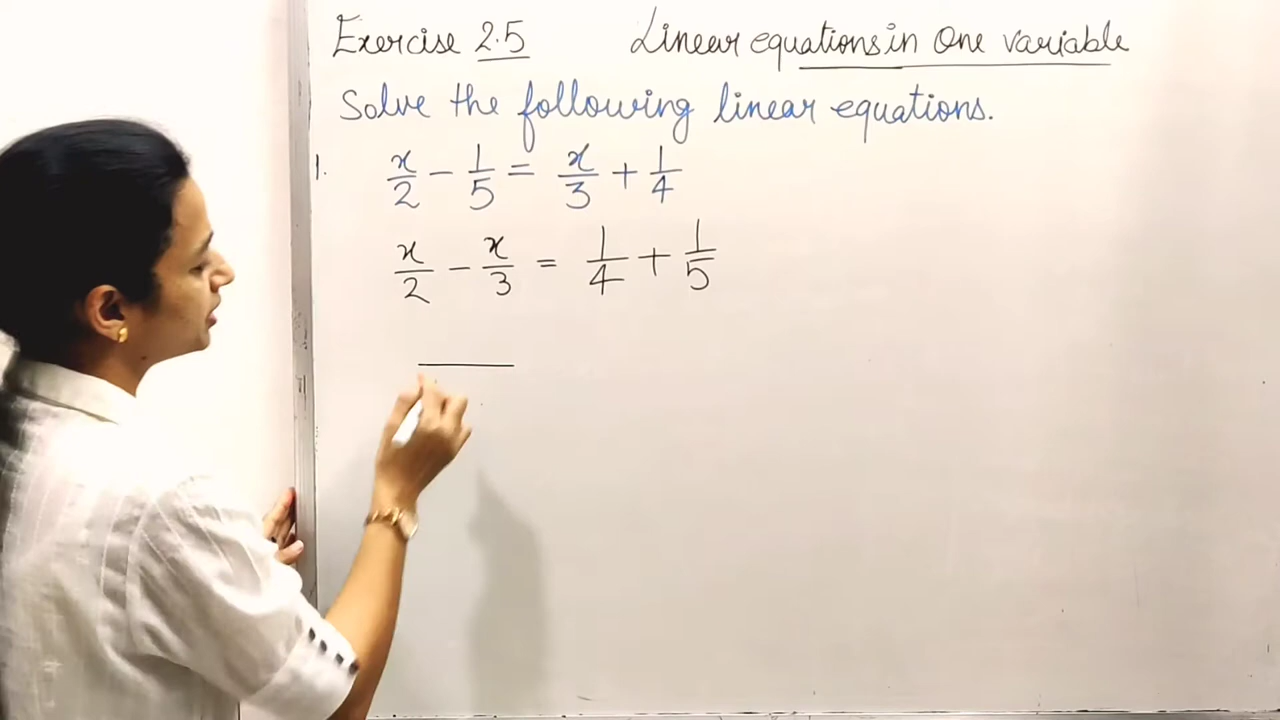 Exercise 2.5 Linear equations in One variable
Solve the following linear equations.
1. x/2 - 1/5 = x/3 + 1/4
x/2 - x/3 = 1/4 + 1/5